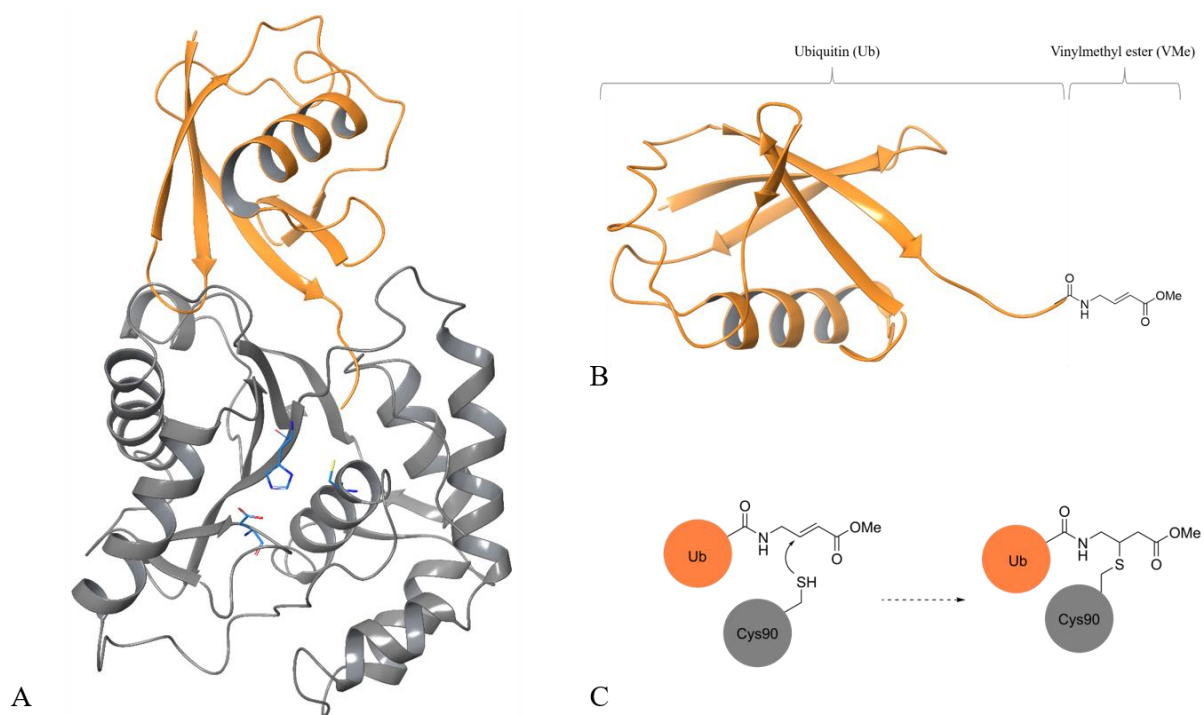 Ubiquitin (Ub) Vinylmethyl ester (VMe)
O
N
H
OMe
O
B
O
OMe
N
H
O
Ub
SH
Cys90
O
OMe
N
H
O
Ub
S
Cys90
A
C